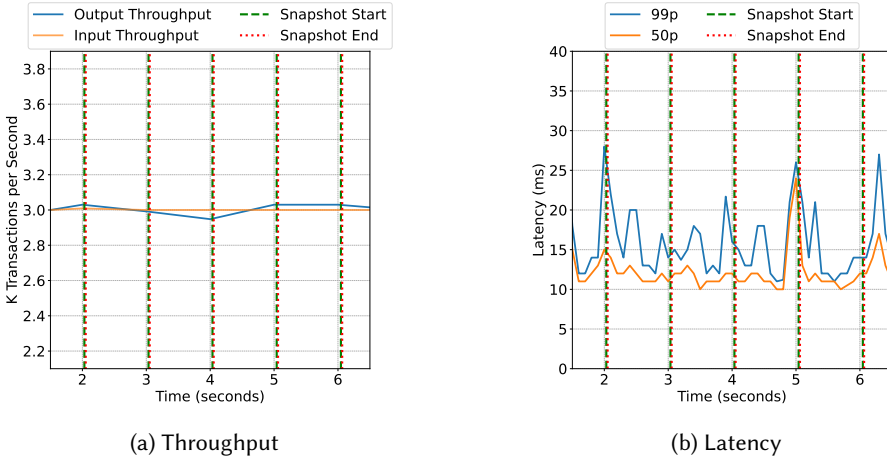 Output Throughput
Input Throughput
Snapshot Start
Snapshot End
K Transactions per Second
3.8
3.6
3.4
3.2
3.0
2.8
2.6
2.4
2.2
2 3 4 5 6
Time (seconds)
(a) Throughput
99p
50p
Snapshot Start
Snapshot End
Latency (ms)
40
35
30
25
20
15
10
5
0
2 3 4 5 6
Time (seconds)
(b) Latency